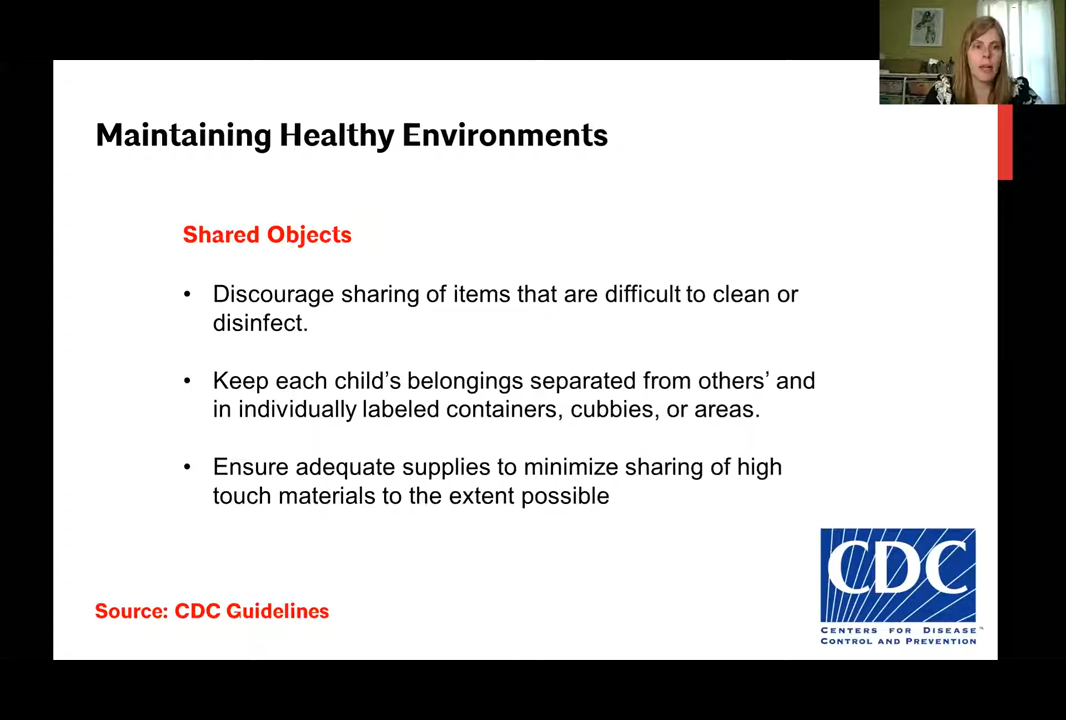 Maintaining Healthy Environments
Shared Objects
• Discourage sharing of items that are difficult to clean or
disinfect.
• Keep each child’s belongings separated from others’ and
in individually labeled containers, cubbies, or areas.
• Ensure adequate supplies to minimize sharing of high
touch materials to the extent possible
Source: CDC Guidelines
CDC
CENTERS FOR DISEASE™
CONTROL AND PREVENTION